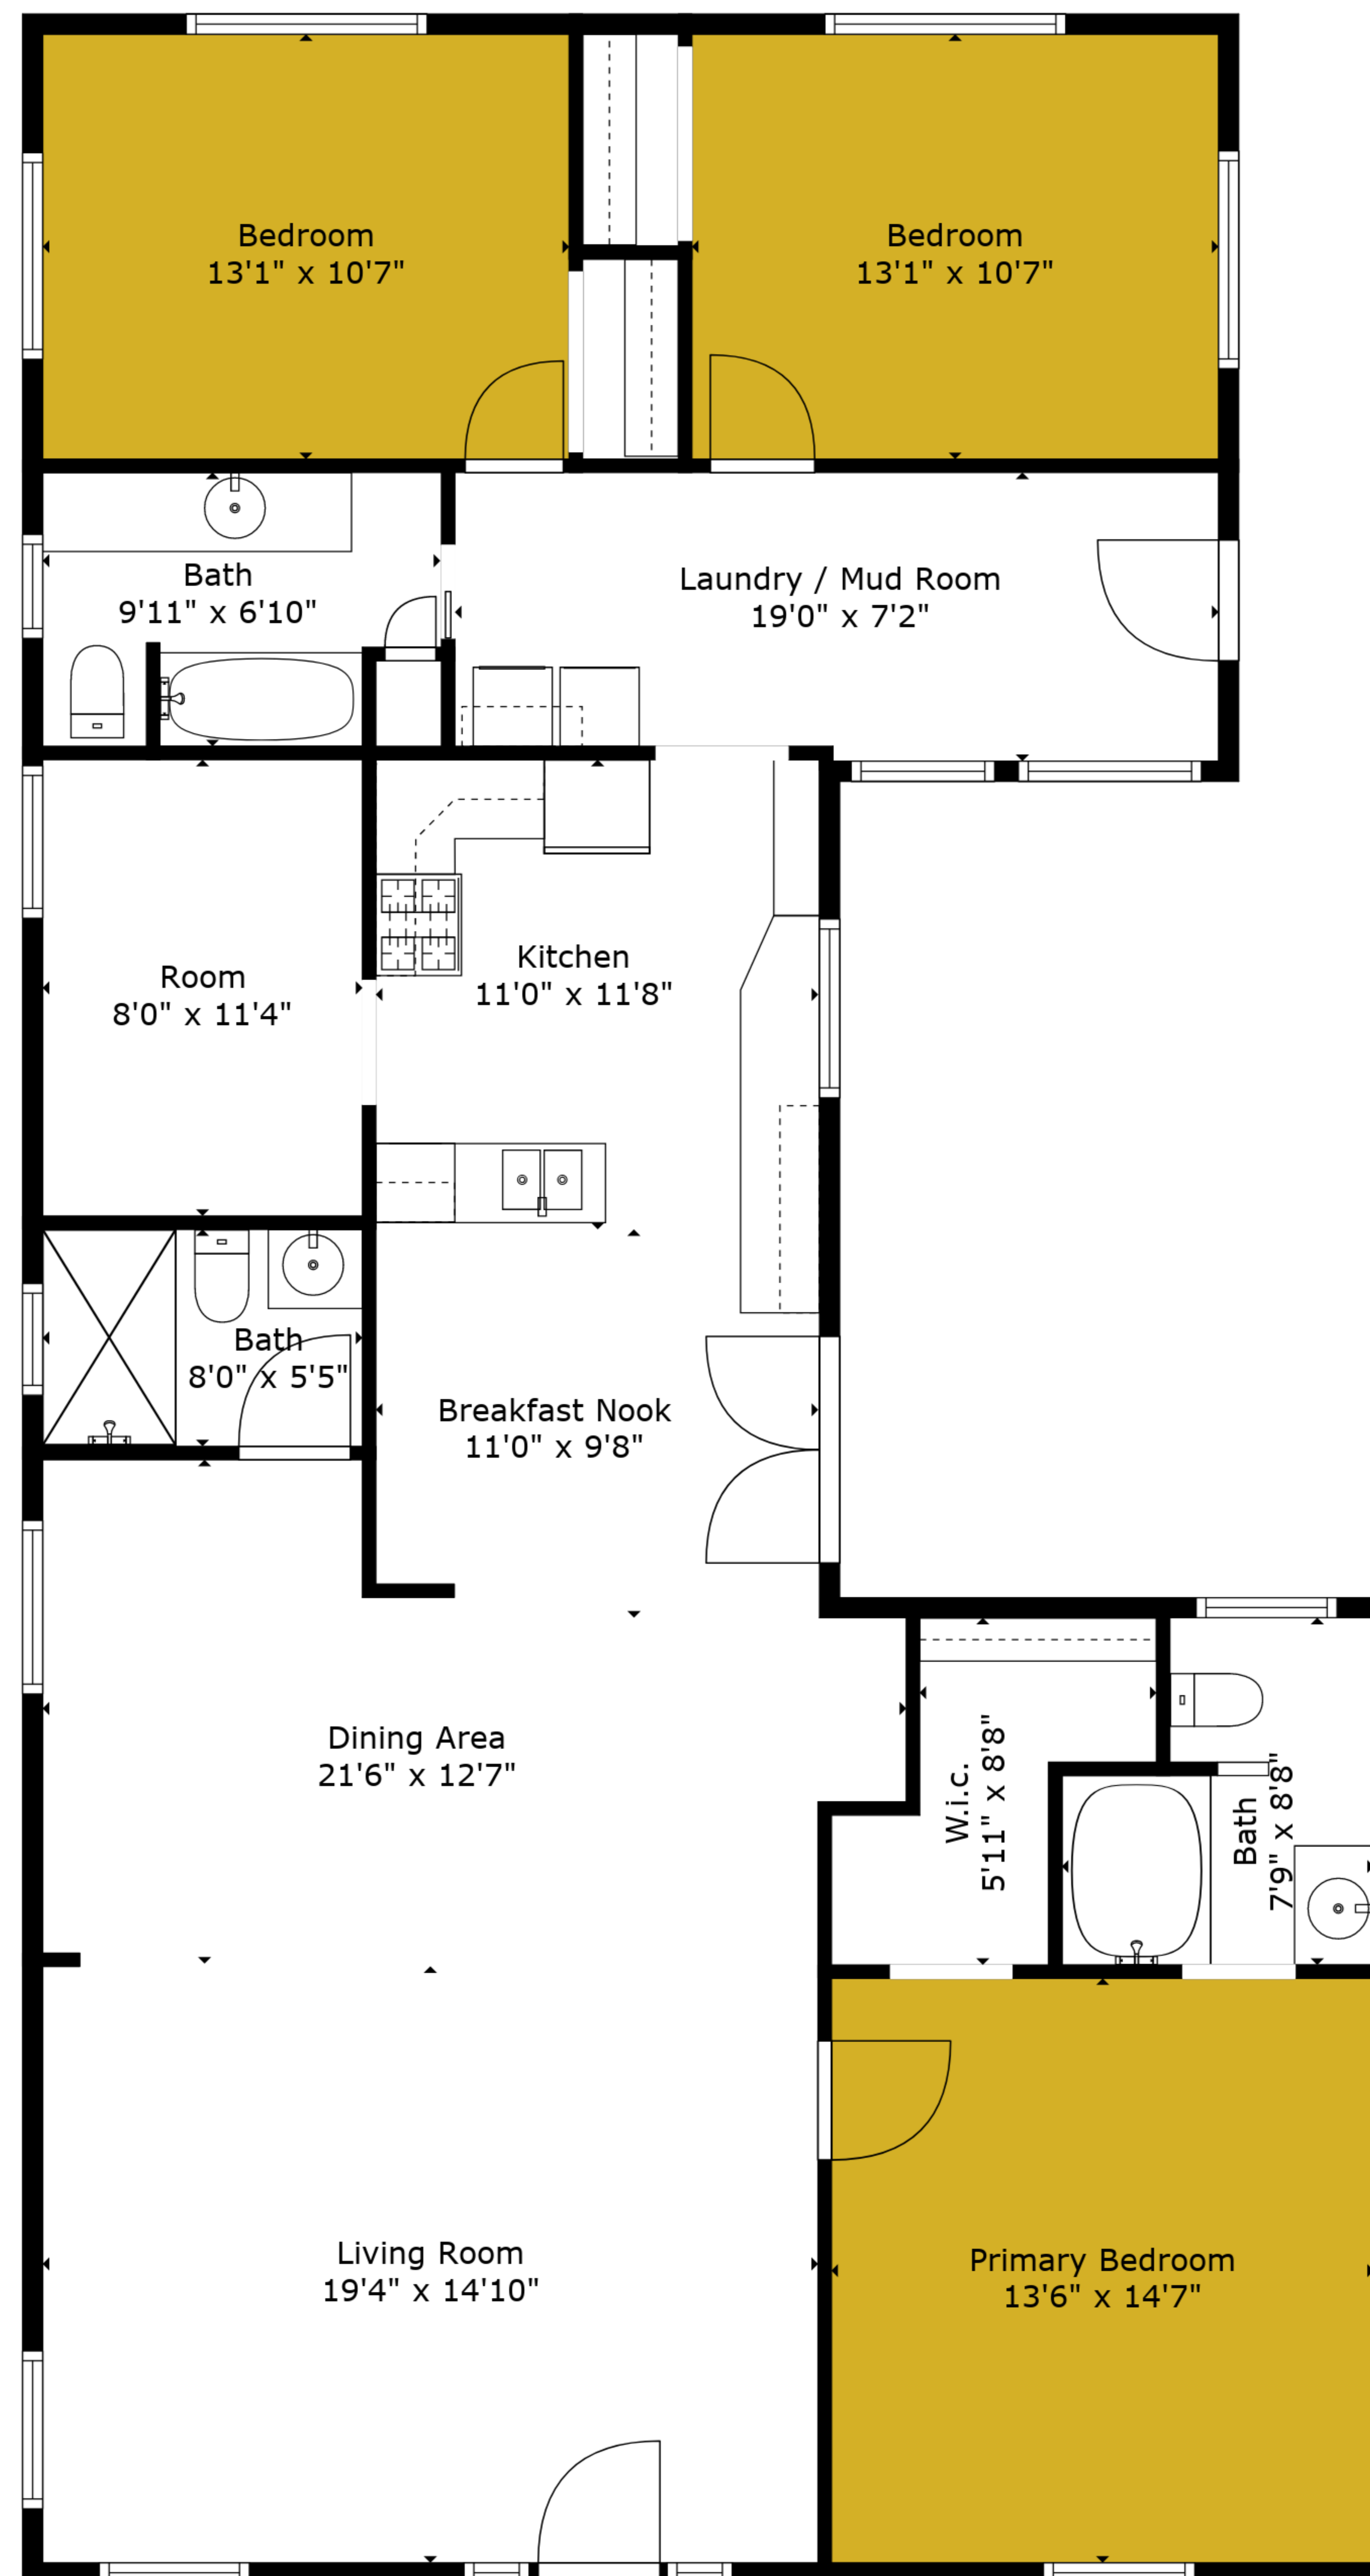 Bedroom
13'1" x 10'7"
Bedroom
13'1" x 10'7"
Bath
9'11" x 6'10"
Laundry / Mud Room
19'0" x 7'2"
Room
8'0" x 11'4"
Kitchen
11'0" x 11'8"
Bath
8'0" x 5'5"
Breakfast Nook
11'0" x 9'8"
Dining Area
21'6" x 12'7"
W.i.c.
5'11" x 8'8"
Bath
7'9" x 8'8"
Living Room
19'4" x 14'10"
Primary Bedroom
13'6" x 14'7"